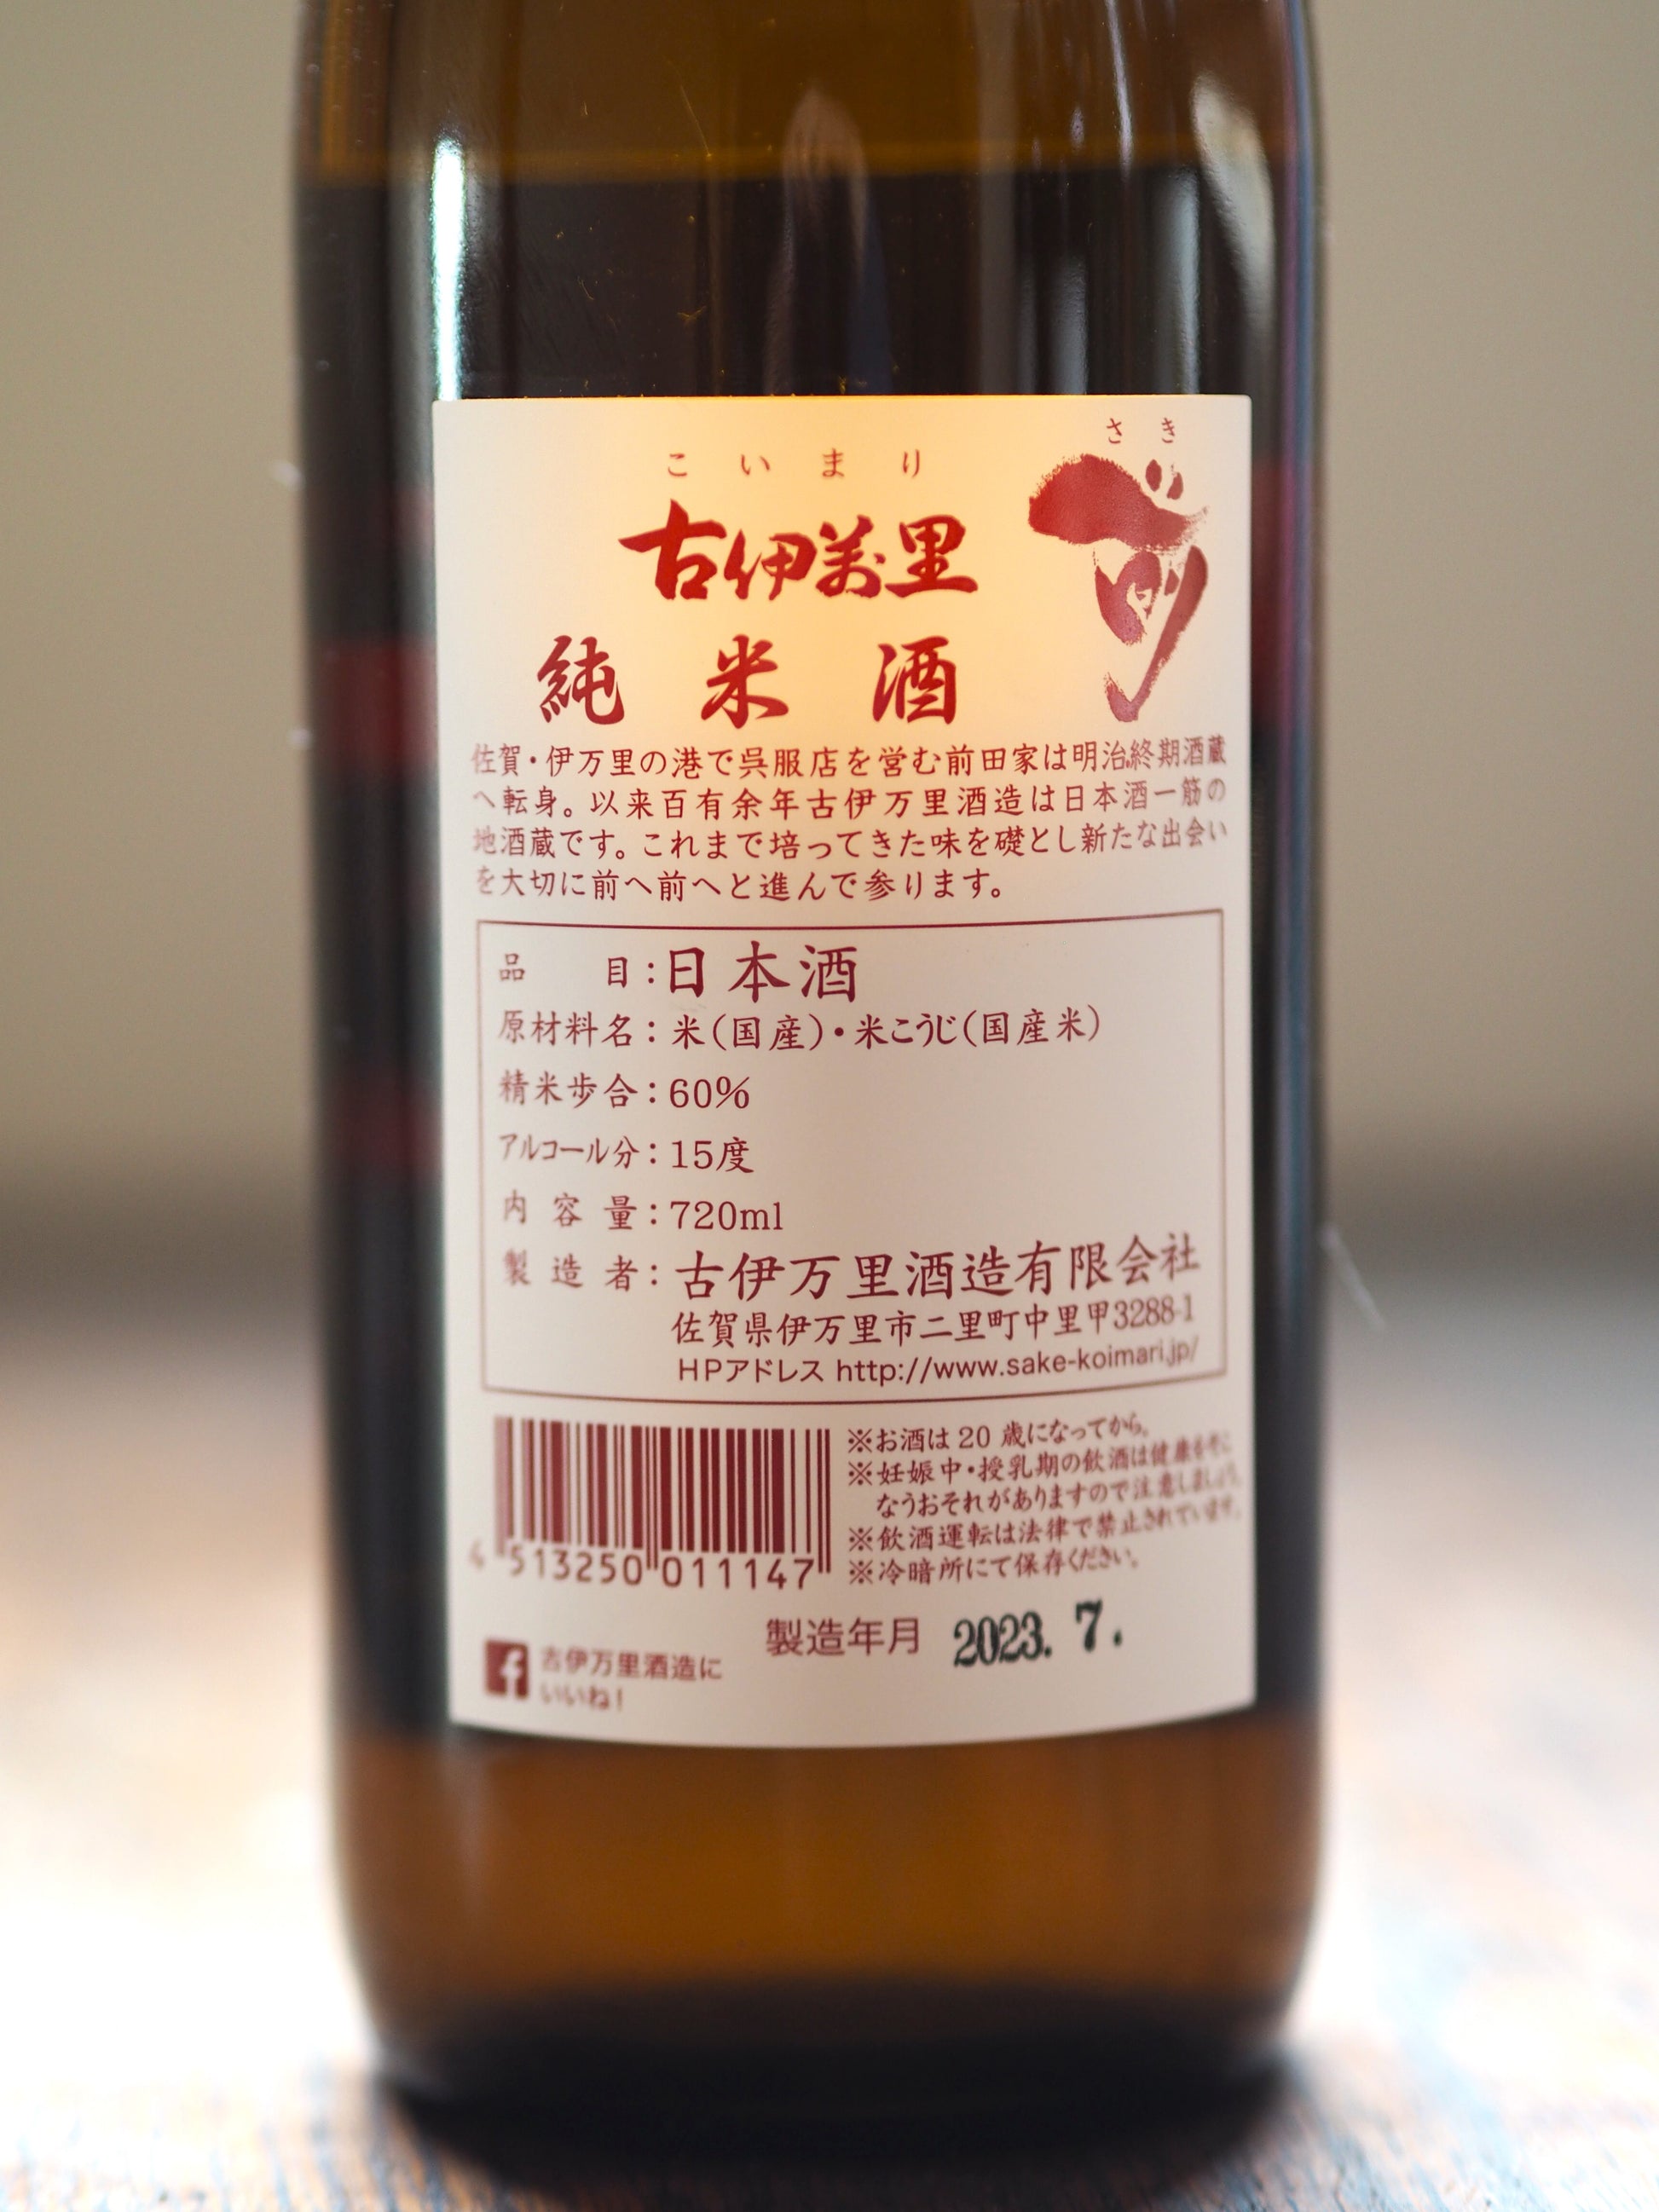 さき
前
こいまり
古伊萬里
純米酒
佐賀・伊万里の港で呉服店を営む前田家は明治終期酒蔵
へ転身。以来百有余年古伊万里酒造は日本酒一筋の
地酒蔵です。これまで培ってきた味を礎とし新たな出会い
を大切に前へ前へと進んで参ります。
品目：日本酒
原材料名：米(国産)・米こうじ(国産米)
精米歩合：60%
アルコール分：15度
内容量：720ml
製造者：古伊万里酒造有限会社
佐賀県伊万里市二里町中里甲3288-1
HPアドレス http://www.sake-koimari.jp/
4 513250 011147
※お酒は20歳になってから。
※妊娠中・授乳期の飲酒は健康を
なうおそれがありますので注意しましょう。
※飲酒運転は法律で禁止されています。
※冷暗所にて保存ください。
製造年月 2023. 7.
f 古伊万里酒造に
いいね！